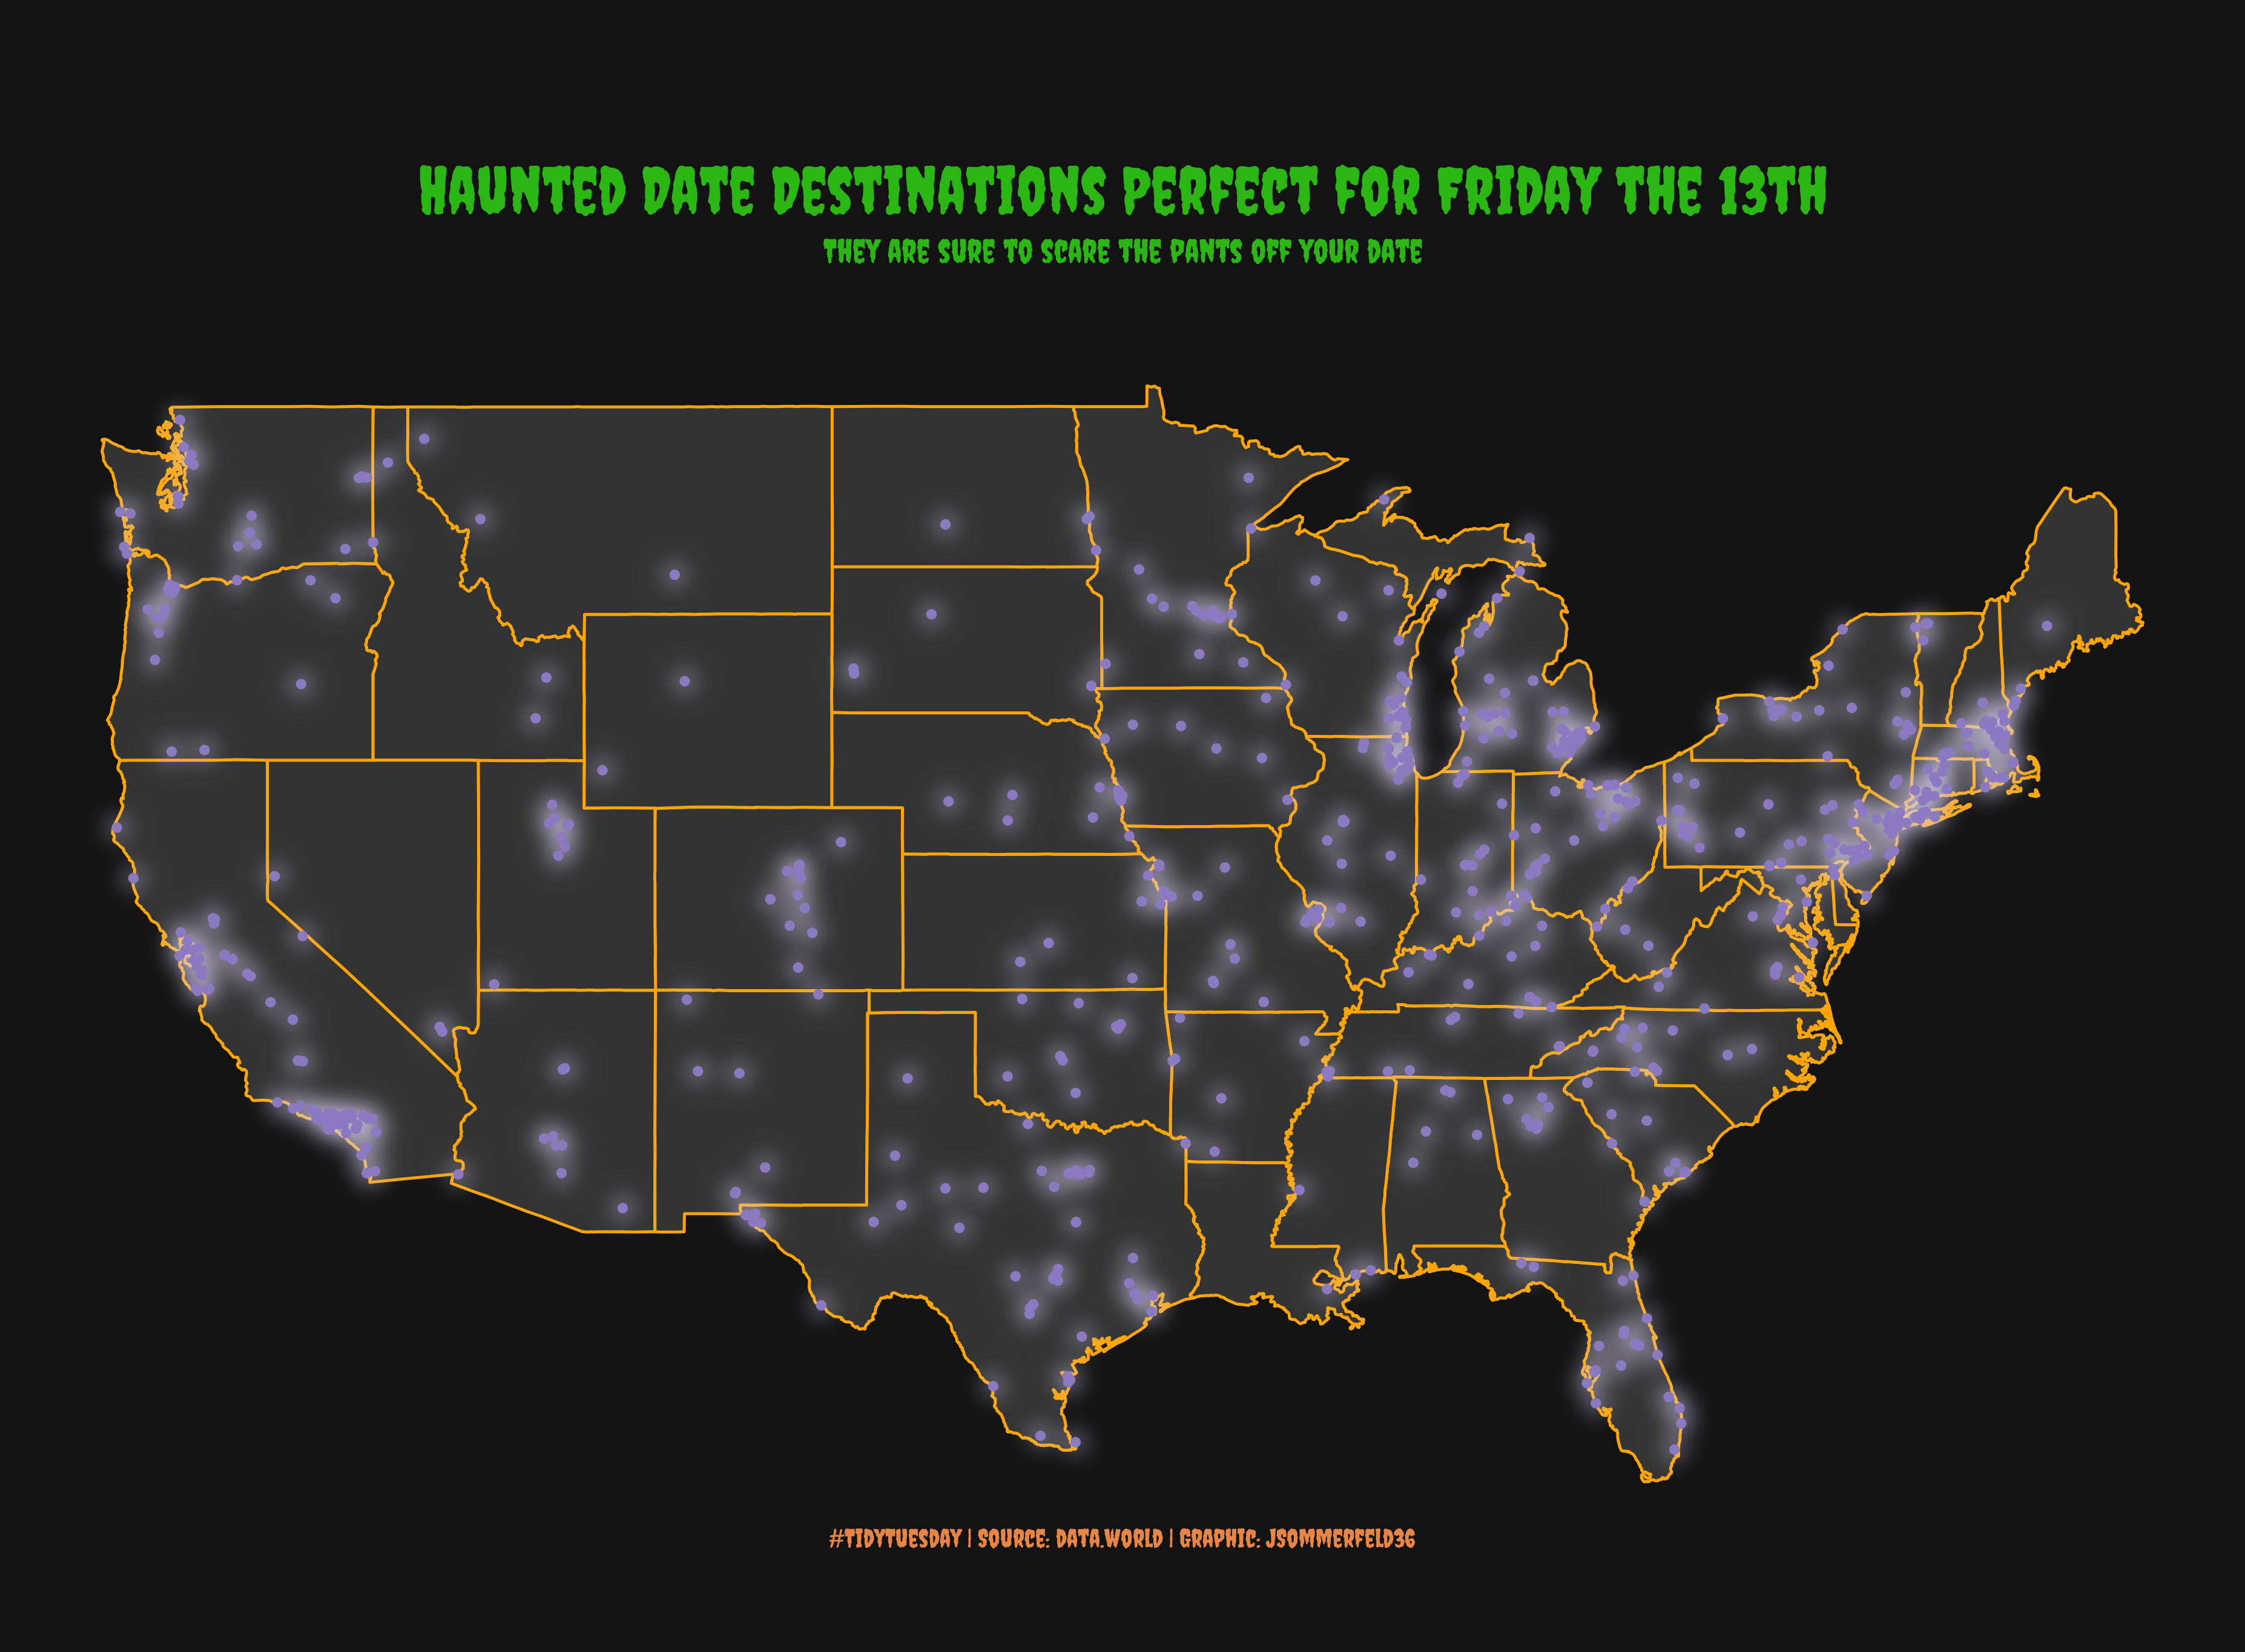 HAUNTED DATE DESTINATIONS PERFECT FOR FRIDAY THE 13TH
THEY ARE SURE TO SCARE THE PANTS OFF YOUR DATE
#TIDYTUESDAY | SOURCE: DATA.WORLD | GRAPHIC: JSOMMERFELD36